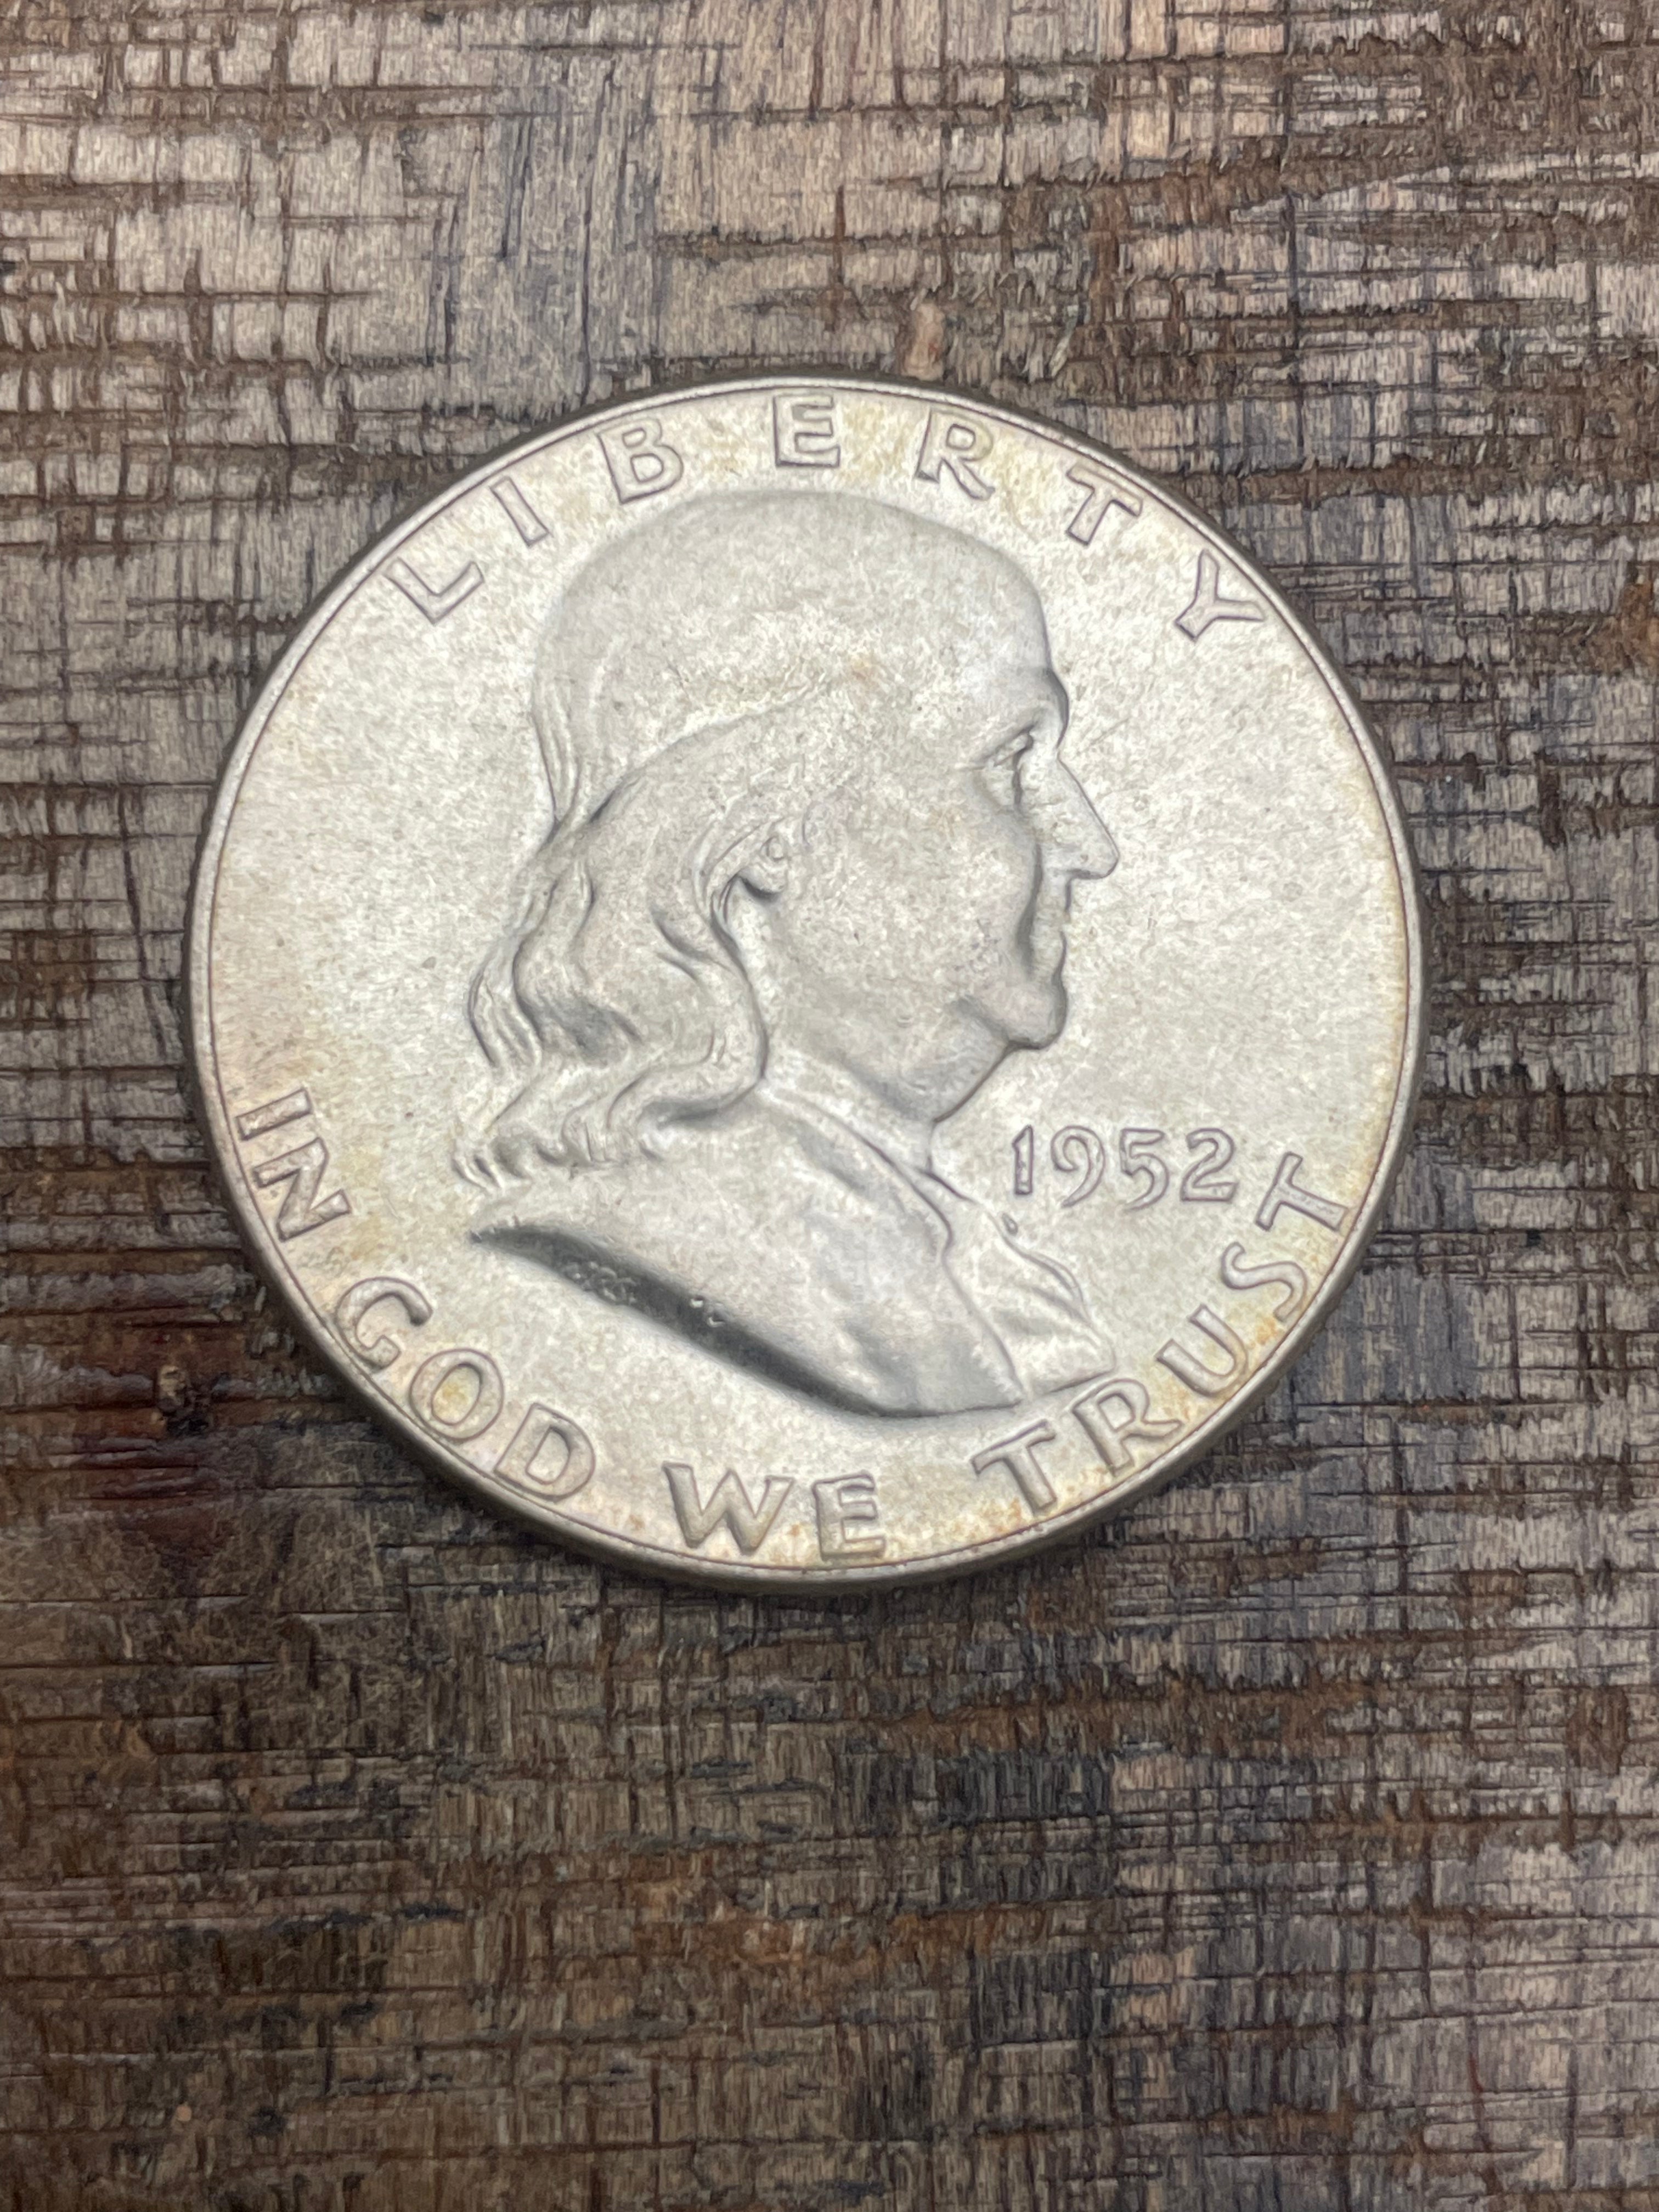 LIBERTY
1952
IN GOD WE TRUST